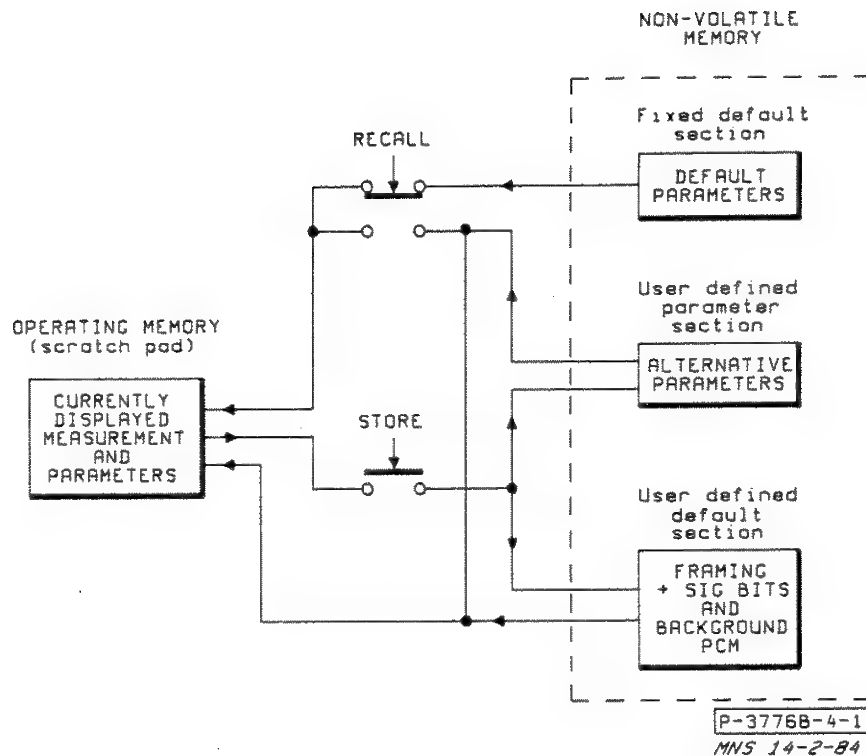 NON-VOLATILE
MEMORY
Fixed default
section
RECALL
DEFAULT
PARAMETERS
User defined
parameter
section
OPERATING MEMORY
(scratch pad)
ALTERNATIVE
PARAMETERS
CURRENTLY
DISPLAYED
MEASUREMENT
AND
PARAMETERS
STORE
User defined
default
section
FRAMING
+ SIG BITS
AND
BACKGROUND
PCM
P-3776B-4-1
MNS 14-2-84